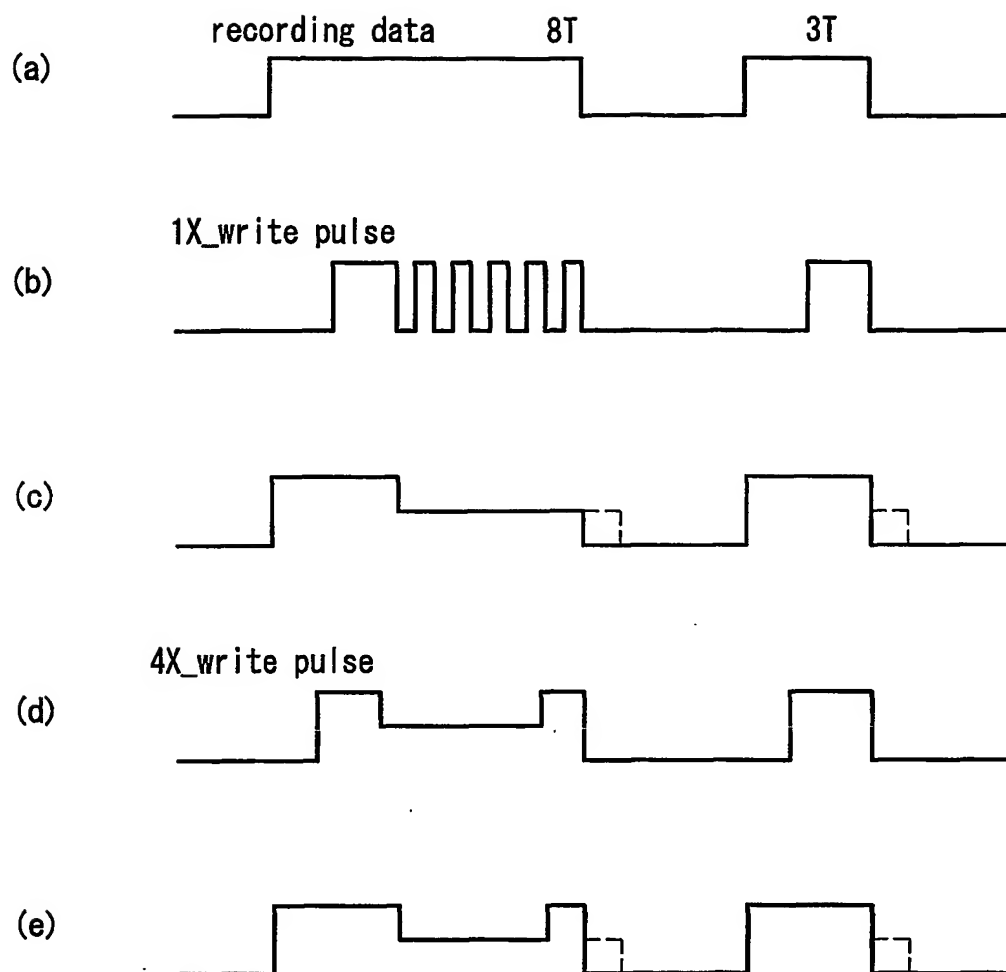 recording data 8T 3T
(a)
1X_write pulse
(b)
(c)
4X_write pulse
(d)
(e)